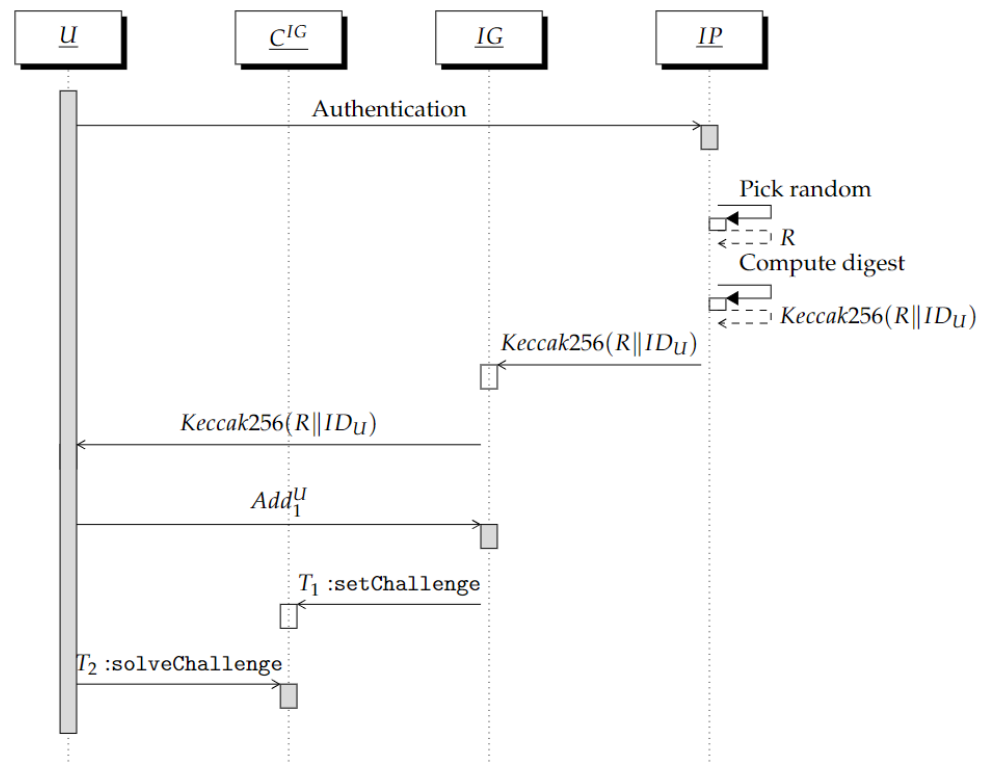 U C^{IG} IG IP
Authentication
Pick random
R
Compute digest
Keccak256(R‖ID_U)
Keccak256(R‖ID_U)
Keccak256(R‖ID_U)
Add_1^U
T_1 :setChallenge
T_2 :solveChallenge